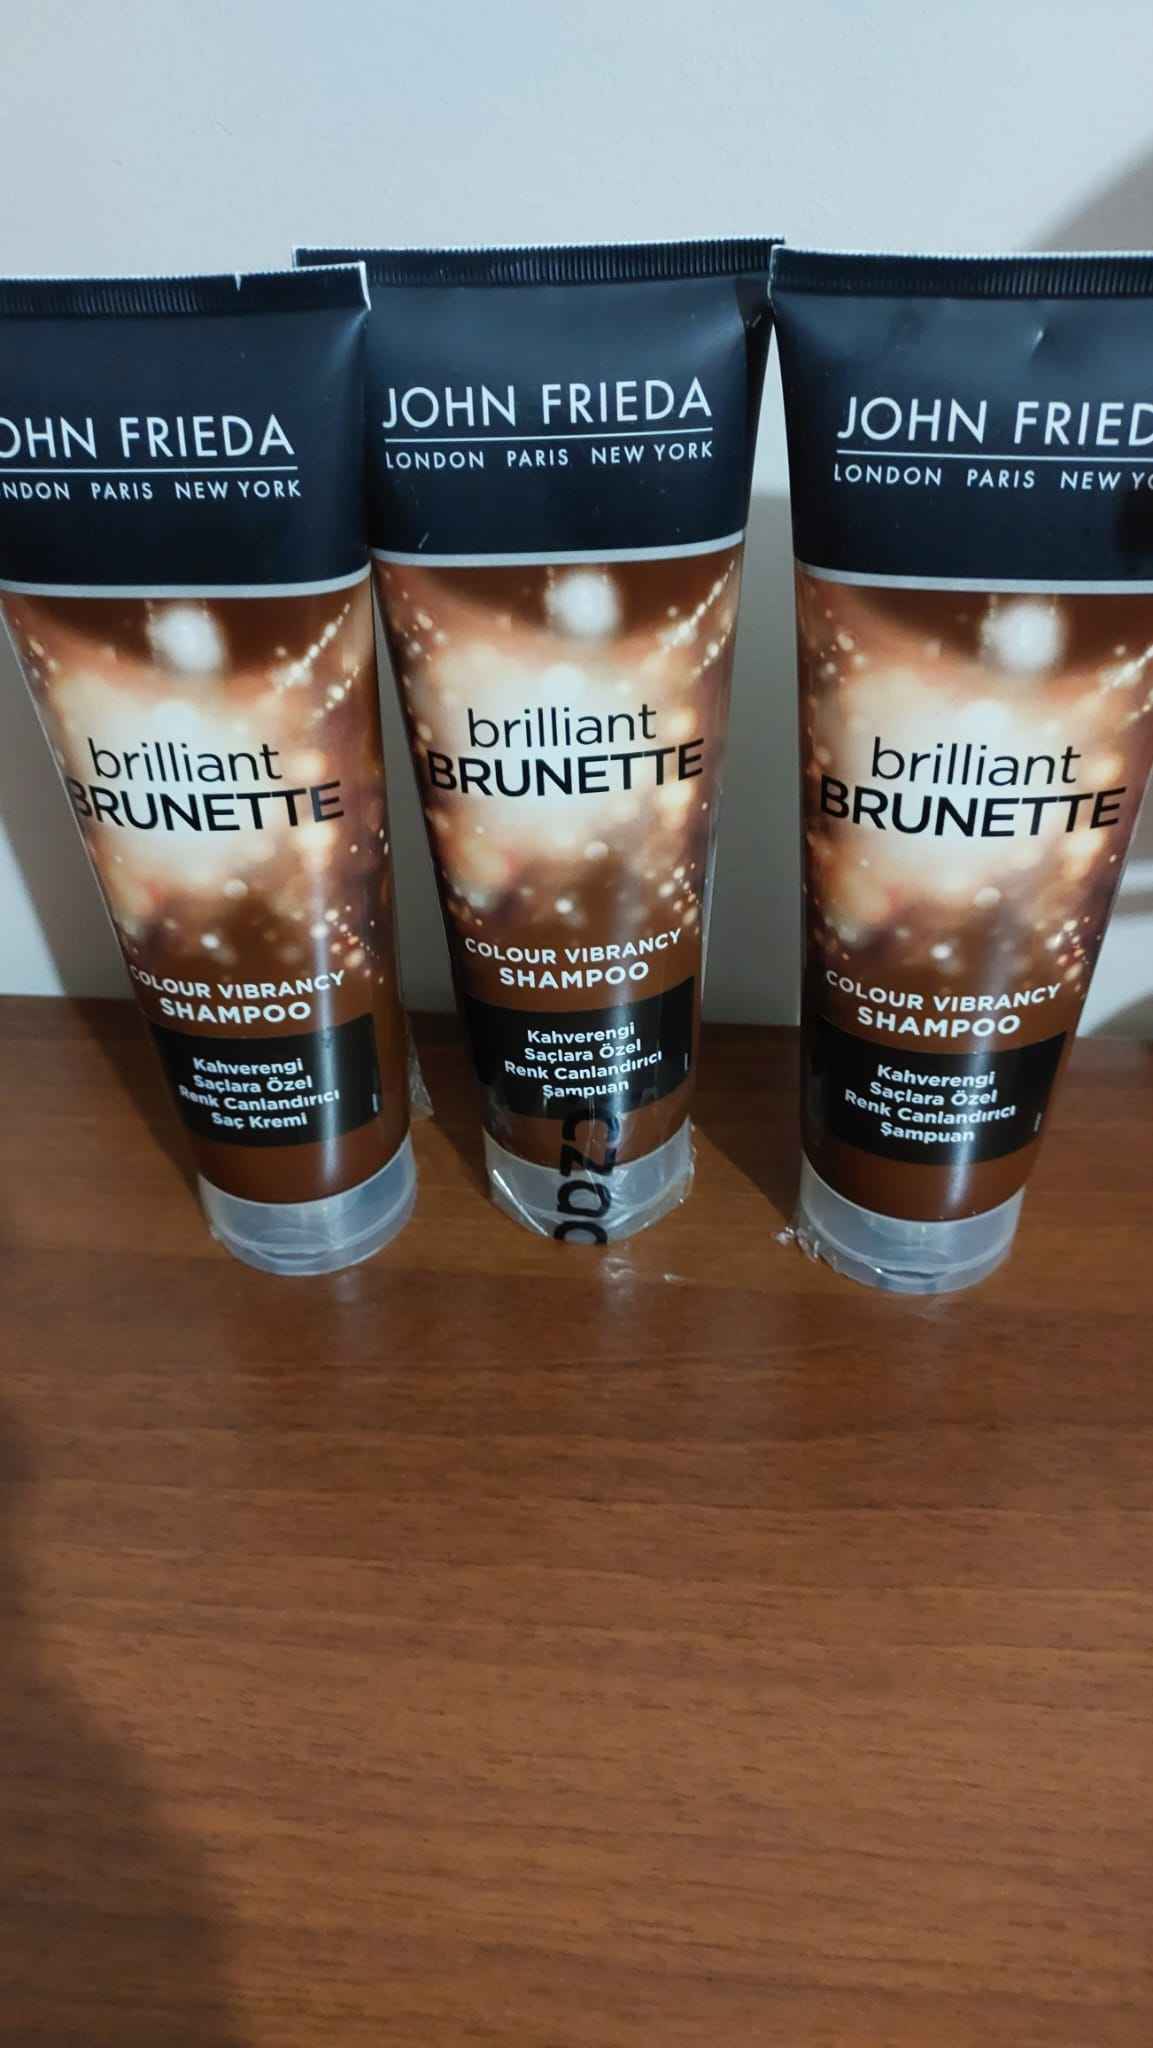 OHN FRIEDA
NDON PARIS NEW YORK
brilliant
BRUNETTE
COLOUR VIBRANCY
SHAMPOO
Kahverengi
Saçlara Özel
Renk Canlandırıcı
Saç Kremi
JOHN FRIEDA
LONDON PARIS NEW YORK
brilliant
BRUNETTE
COLOUR VIBRANCY
SHAMPOO
Kahverengi
Saçlara Özel
Renk Canlandırıcı
Şampuan
JOHN FRIED
LONDON PARIS NEW YO
brilliant
BRUNETTE
COLOUR VIBRANCY
SHAMPOO
Kahverengi
Saçlara Özel
Renk Canlandırıcı
Şampuan